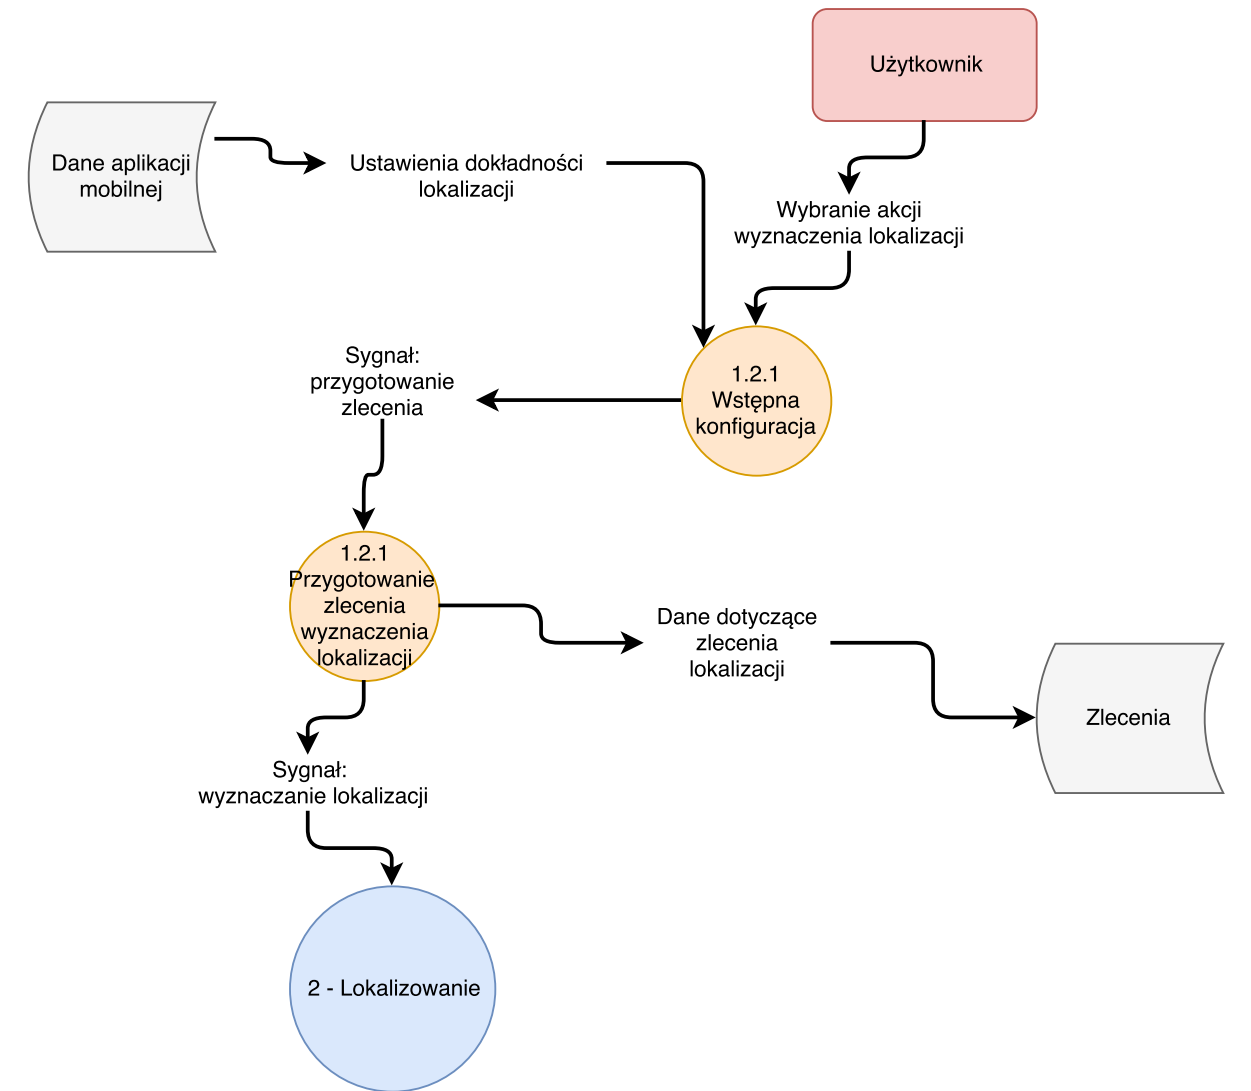 Użytkownik
Dane aplikacji
mobilnej
Ustawienia dokładności
lokalizacji
Wybranie akcji
wyznaczenia lokalizacji
1.2.1
Wstępna
konfiguracja
Sygnał:
przygotowanie
zlecenia
1.2.1
Przygotowanie
zlecenia
wyznaczenia
lokalizacji
Dane dotyczące
zlecenia
lokalizacji
Zlecenia
Sygnał:
wyznaczanie lokalizacji
2 - Lokalizowanie